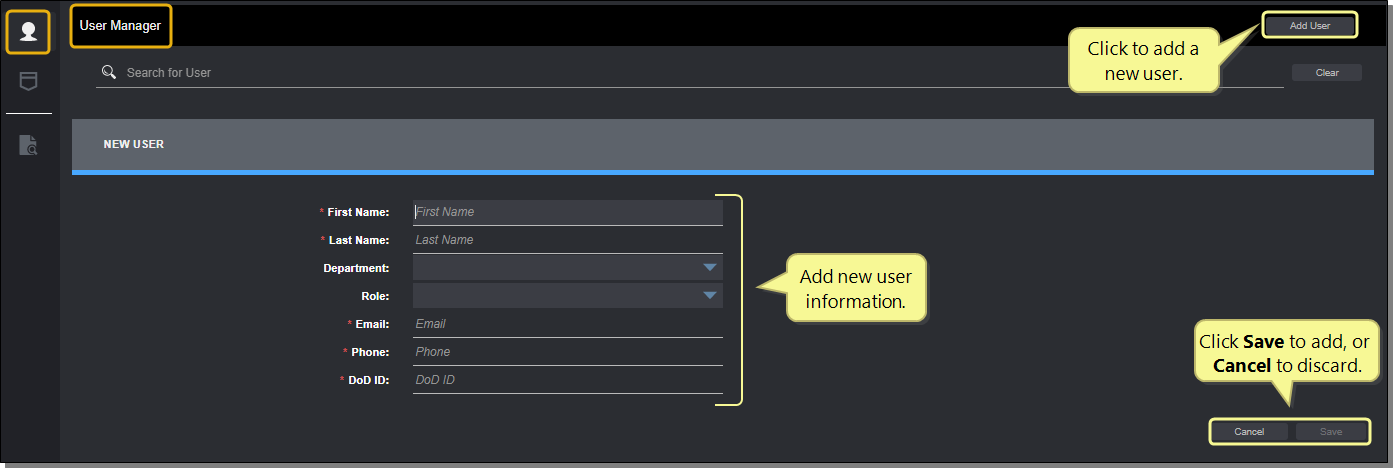 User Manager
Add User
Click to add a
new user.
Search for User
Clear
NEW USER
* First Name: First Name
* Last Name: Last Name
Department:
Role:
* Email: Email
* Phone: Phone
* DoD ID: DoD ID
Add new user
information.
Click Save to add, or
Cancel to discard.
Cancel Save